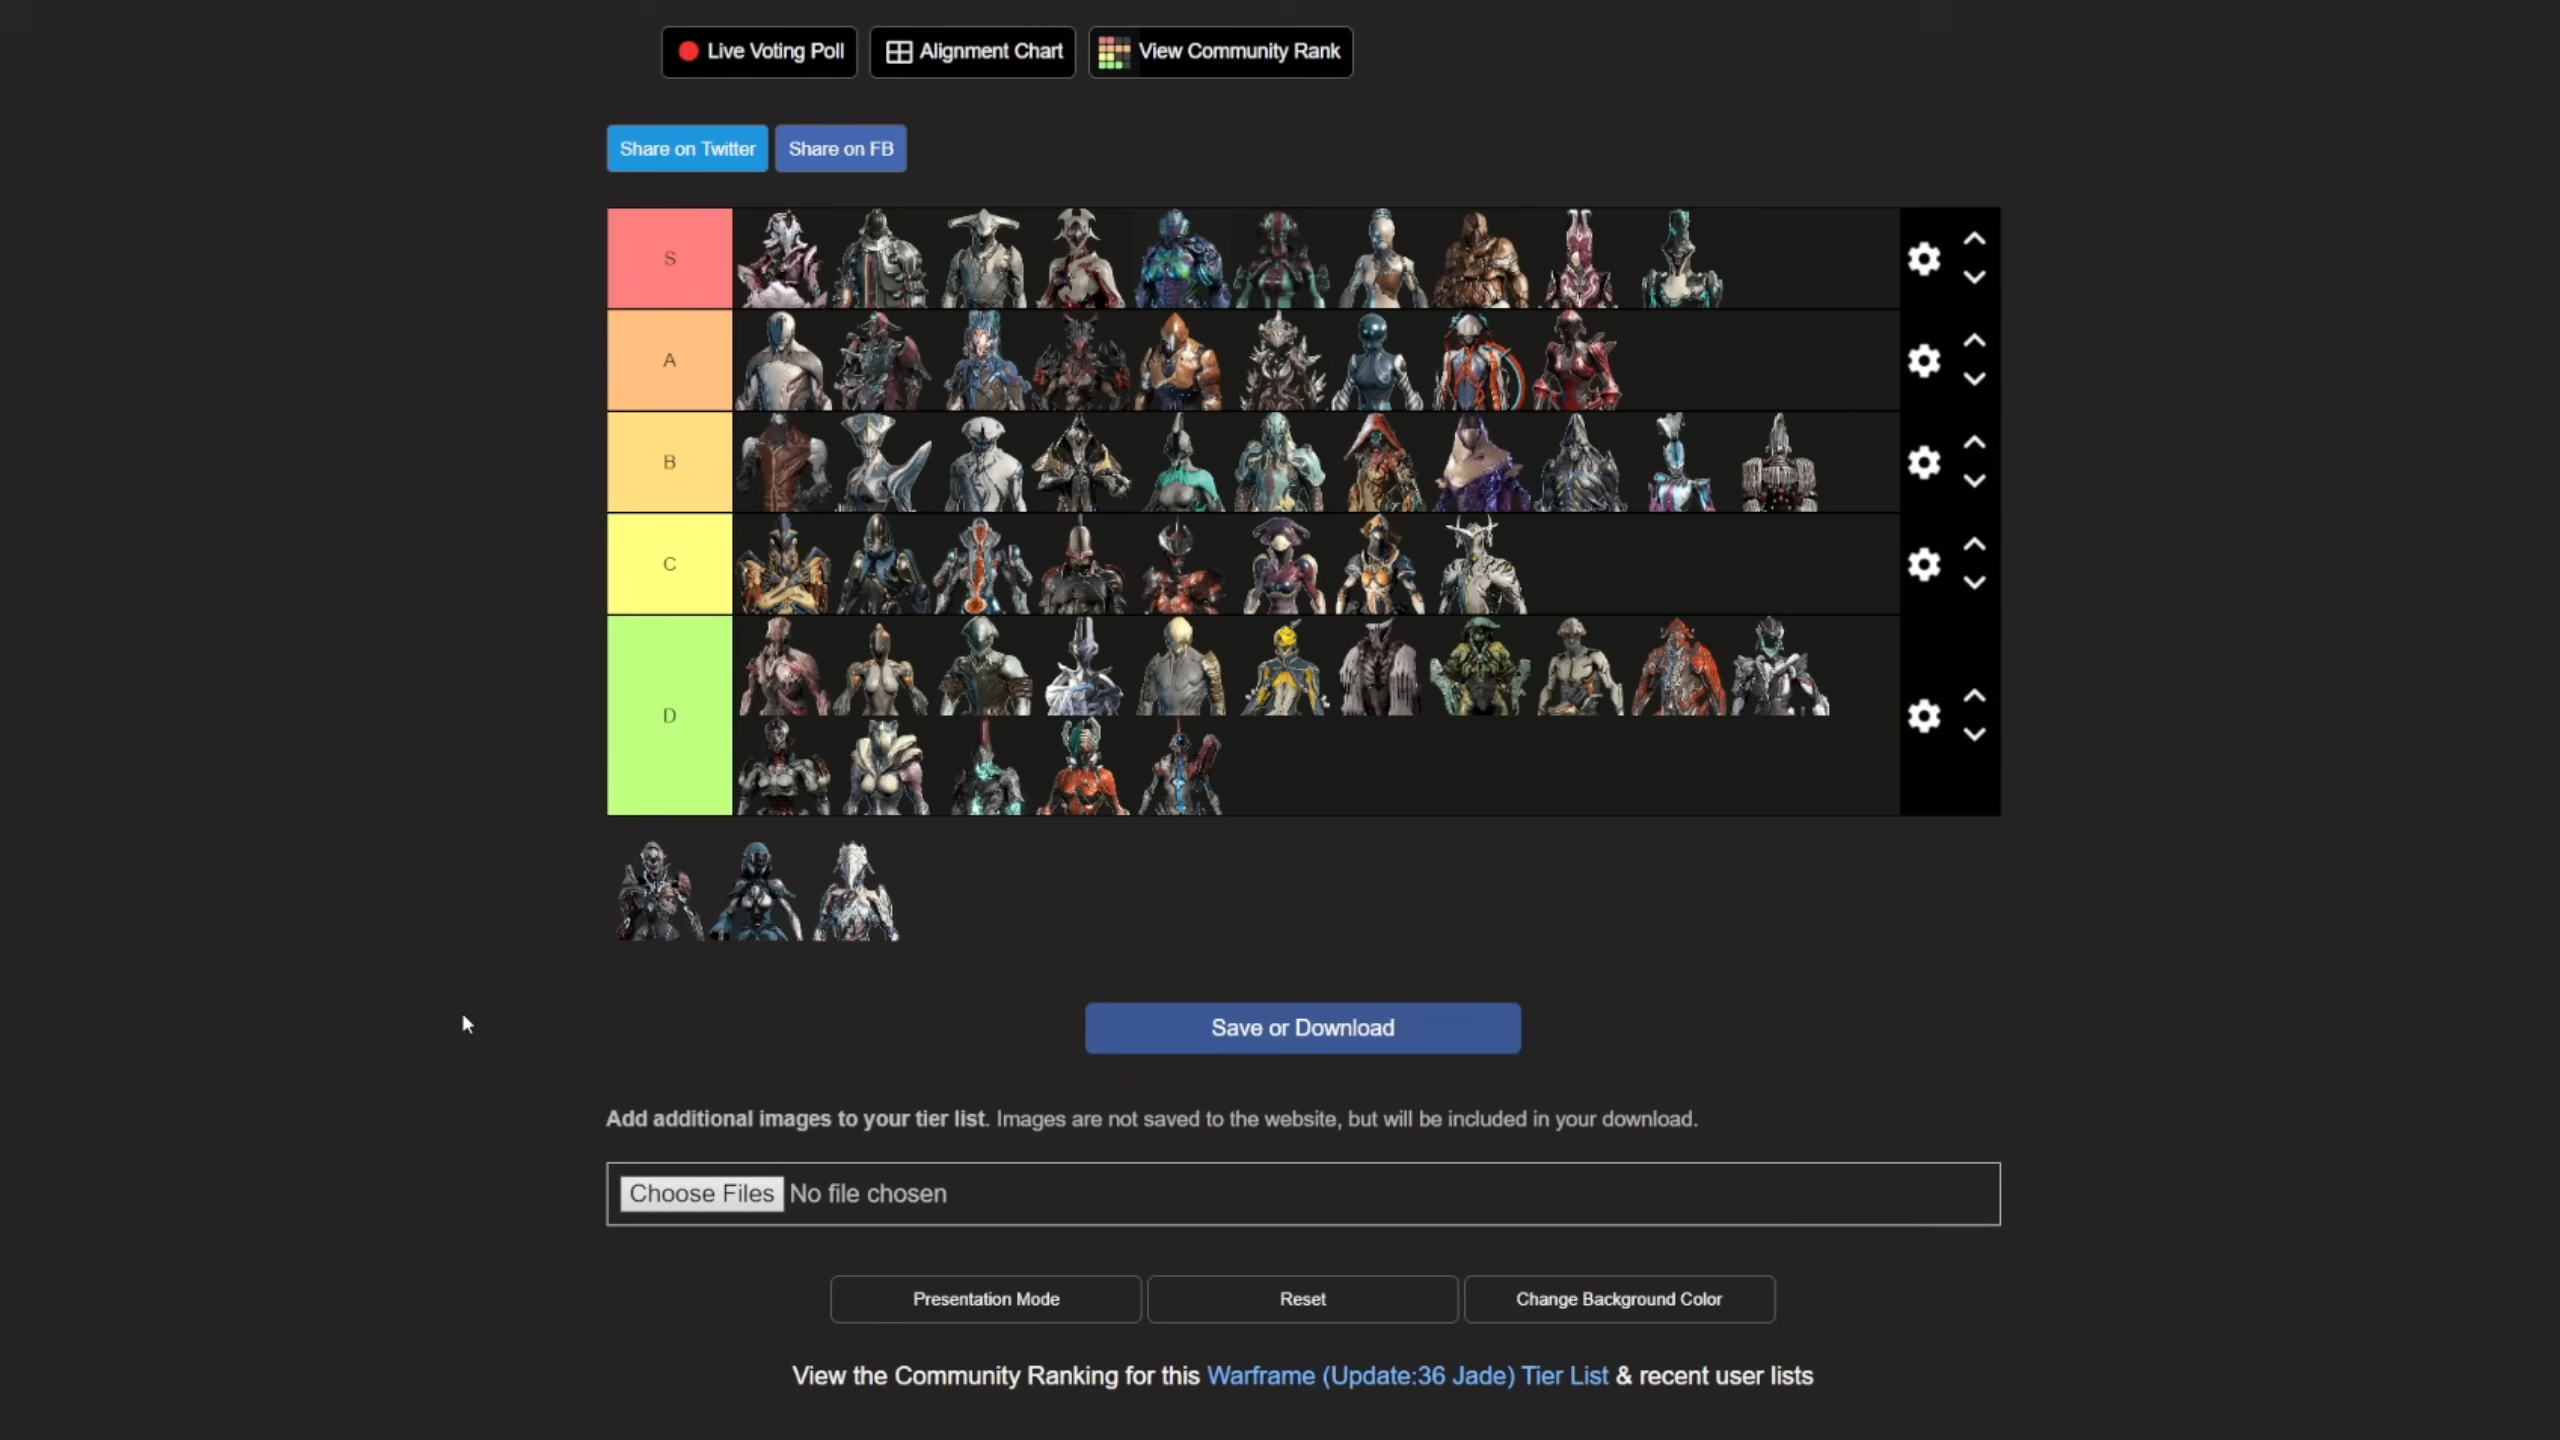 Live Voting Poll
Alignment Chart
View Community Rank
Share on Twitter
Share on FB
S
A
B
C
D
Save or Download
Add additional images to your tier list. Images are not saved to the website, but will be included in your download.
Choose Files No file chosen
Presentation Mode
Reset
Change Background Color
View the Community Ranking for this Warframe (Update:36 Jade) Tier List & recent user lists